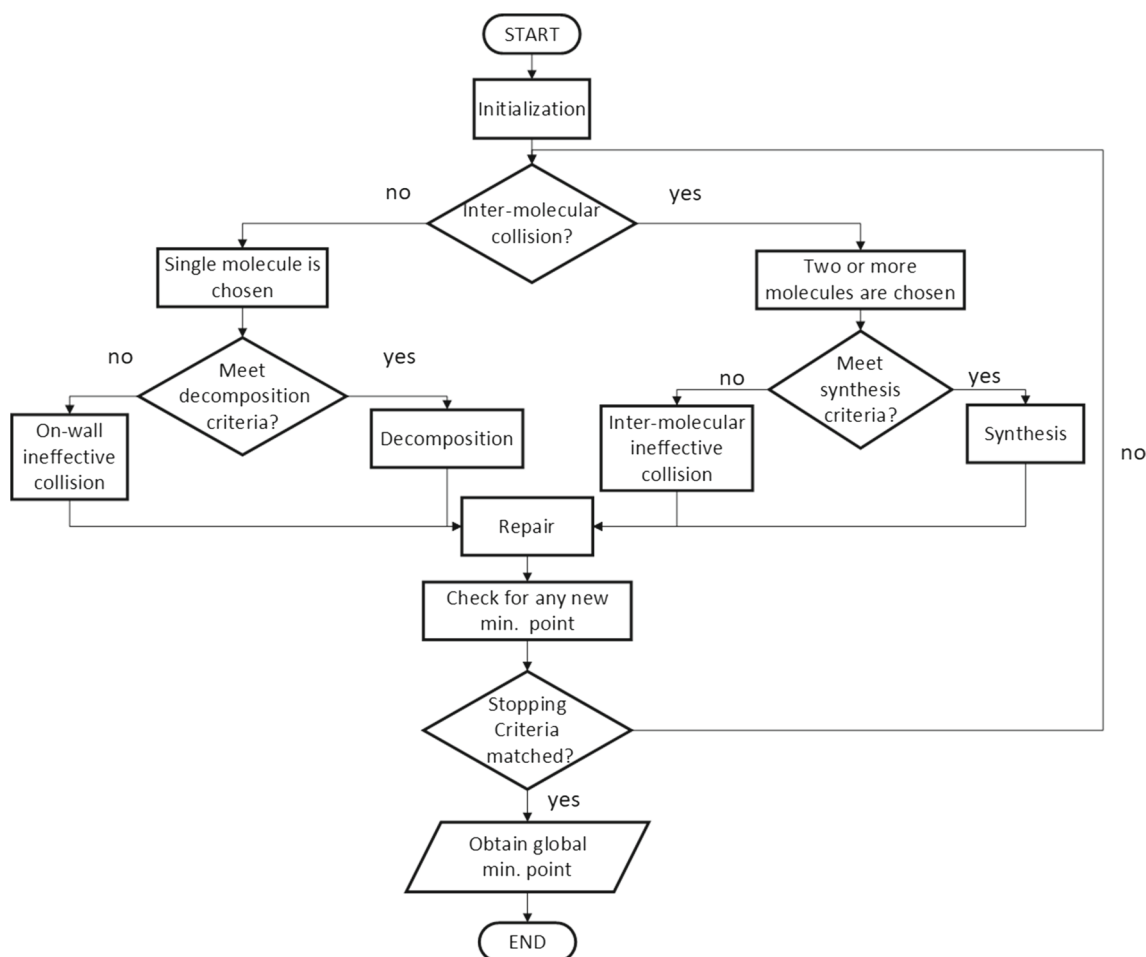 START
Initialization
no
yes
Inter-molecular
collision?
Single molecule is
chosen
Two or more
molecules are chosen
no
Meet
decomposition
criteria?
yes
no
Meet
synthesis
criteria?
yes
On-wall
ineffective
collision
Decomposition
Inter-molecular
ineffective
collision
Synthesis
no
Repair
Check for any new
min. point
Stopping
Criteria
matched?
yes
Obtain global
min. point
END